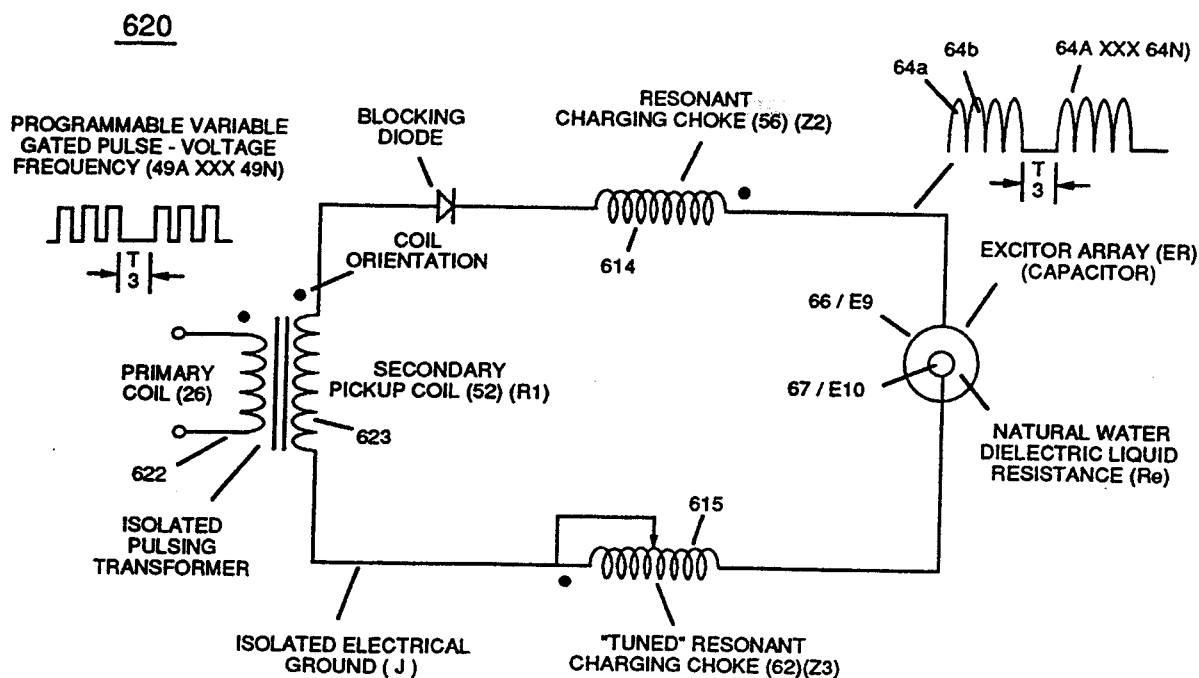 620
PROGRAMMABLE VARIABLE
GATED PULSE - VOLTAGE
FREQUENCY (49A XXX 49N)
T
3
BLOCKING
DIODE
RESONANT
CHARGING CHOKE (56) (Z2)
614
64a
64b
64A XXX 64N)
T
3
COIL
ORIENTATION
EXCITOR ARRAY (ER)
(CAPACITOR)
66 / E9
67 / E10
PRIMARY
COIL (26)
SECONDARY
PICKUP COIL (52) (R1)
622
623
NATURAL WATER
DIELECTRIC LIQUID
RESISTANCE (Re)
ISOLATED
PULSING
TRANSFORMER
615
ISOLATED ELECTRICAL
GROUND ( J )
"TUNED" RESONANT
CHARGING CHOKE (62)(Z3)